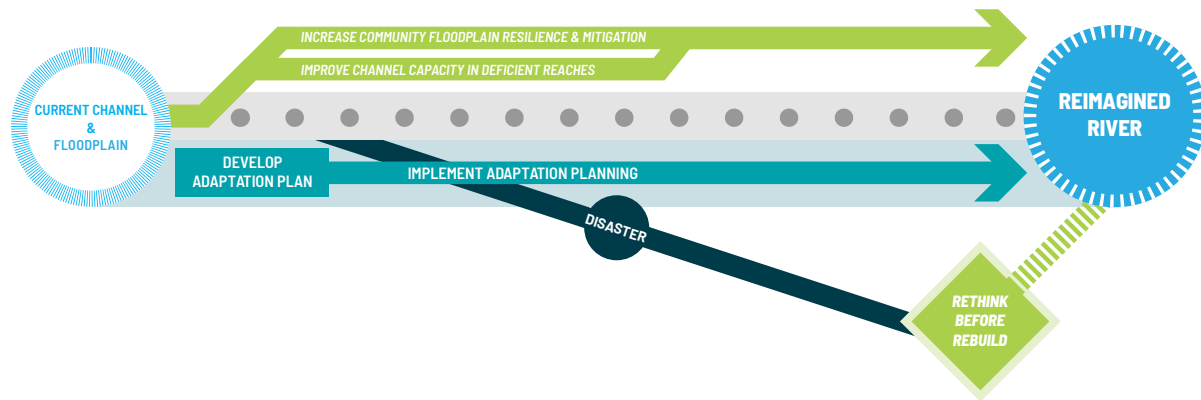 INCREASE COMMUNITY FLOODPLAIN RESILIENCE & MITIGATION
IMPROVE CHANNEL CAPACITY IN DEFICIENT REACHES
CURRENT CHANNEL
&
FLOODPLAIN
REIMAGINED
RIVER
DEVELOP
ADAPTATION PLAN
IMPLEMENT ADAPTATION PLANNING
DISASTER
RETHINK
BEFORE
REBUILD